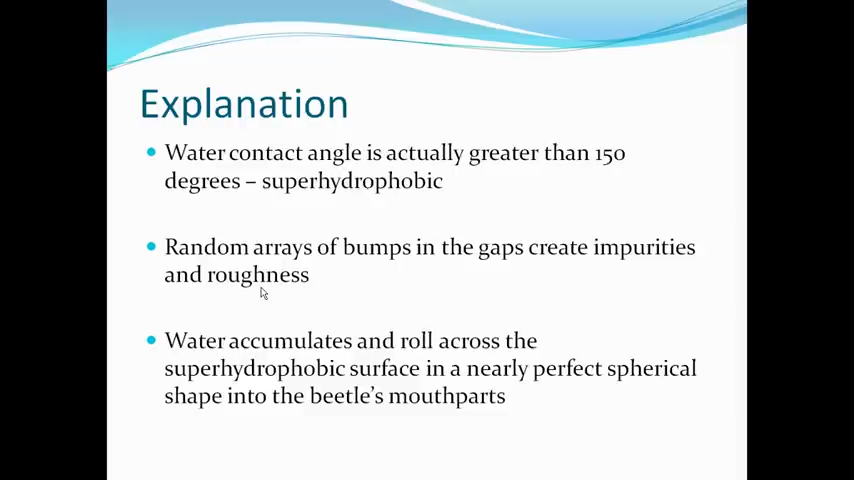 Explanation
Water contact angle is actually greater than 150
degrees – superhydrophobic
Random arrays of bumps in the gaps create impurities
and roughness
Water accumulates and roll across the
superhydrophobic surface in a nearly perfect spherical
shape into the beetle's mouthparts